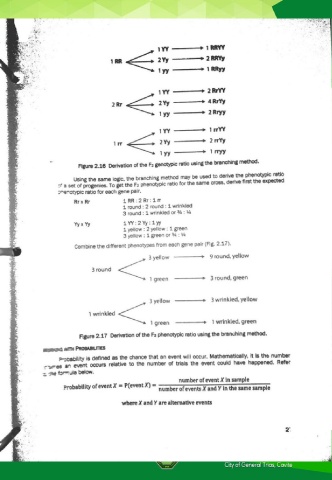 1 YY 1 RRYY
1 RR 2 Yy 2 RRYy
1 yy 1 RRyy
1 YY 2 RrYY
2 Rr 2 Yy 4 RrYy
1 yy 2 Rryy
1 YY 1 rrYY
1 rr 2 Yy 2 rrYy
1 yy 1 rryy
Figure 2.16 Derivation of the F₂ genotypic ratio using the branching method.
Using the same logic, the branching method may be used to derive the phenotypic ratio
of a set of progenies. To get the F₂ phenotypic ratio for the same cross, derive first the expected
phenotypic ratio for each gene pair.
Rr x Rr 1 RR : 2 Rr : 1 rr
1 round : 2 round : 1 wrinkled
3 round : 1 wrinkled or ¾ : ¼
Yy x Yy 1 YY : 2 Yy : 1 yy
1 yellow : 2 yellow : 1 green
3 yellow : 1 green or ¾ : ¼
Combine the different phenotypes from each gene pair (Fig. 2.17).
3 yellow 9 round, yellow
3 round
1 green 3 round, green
3 yellow 3 wrinkled, yellow
1 wrinkled
1 green 1 wrinkled, green
Figure 2.17 Derivation of the F₂ phenotypic ratio using the branching method.
WORKING WITH PROBABILITIES
Probability is defined as the chance that an event will occur. Mathematically, it is the number
of times an event occurs relative to the number of trials the event could have happened. Refer
to the formula below.
number of event X in sample
Probability of event X = P(event X) =
number of events X and Y in the same sample
where X and Y are alternative events
2
City of General Trias, Cavite